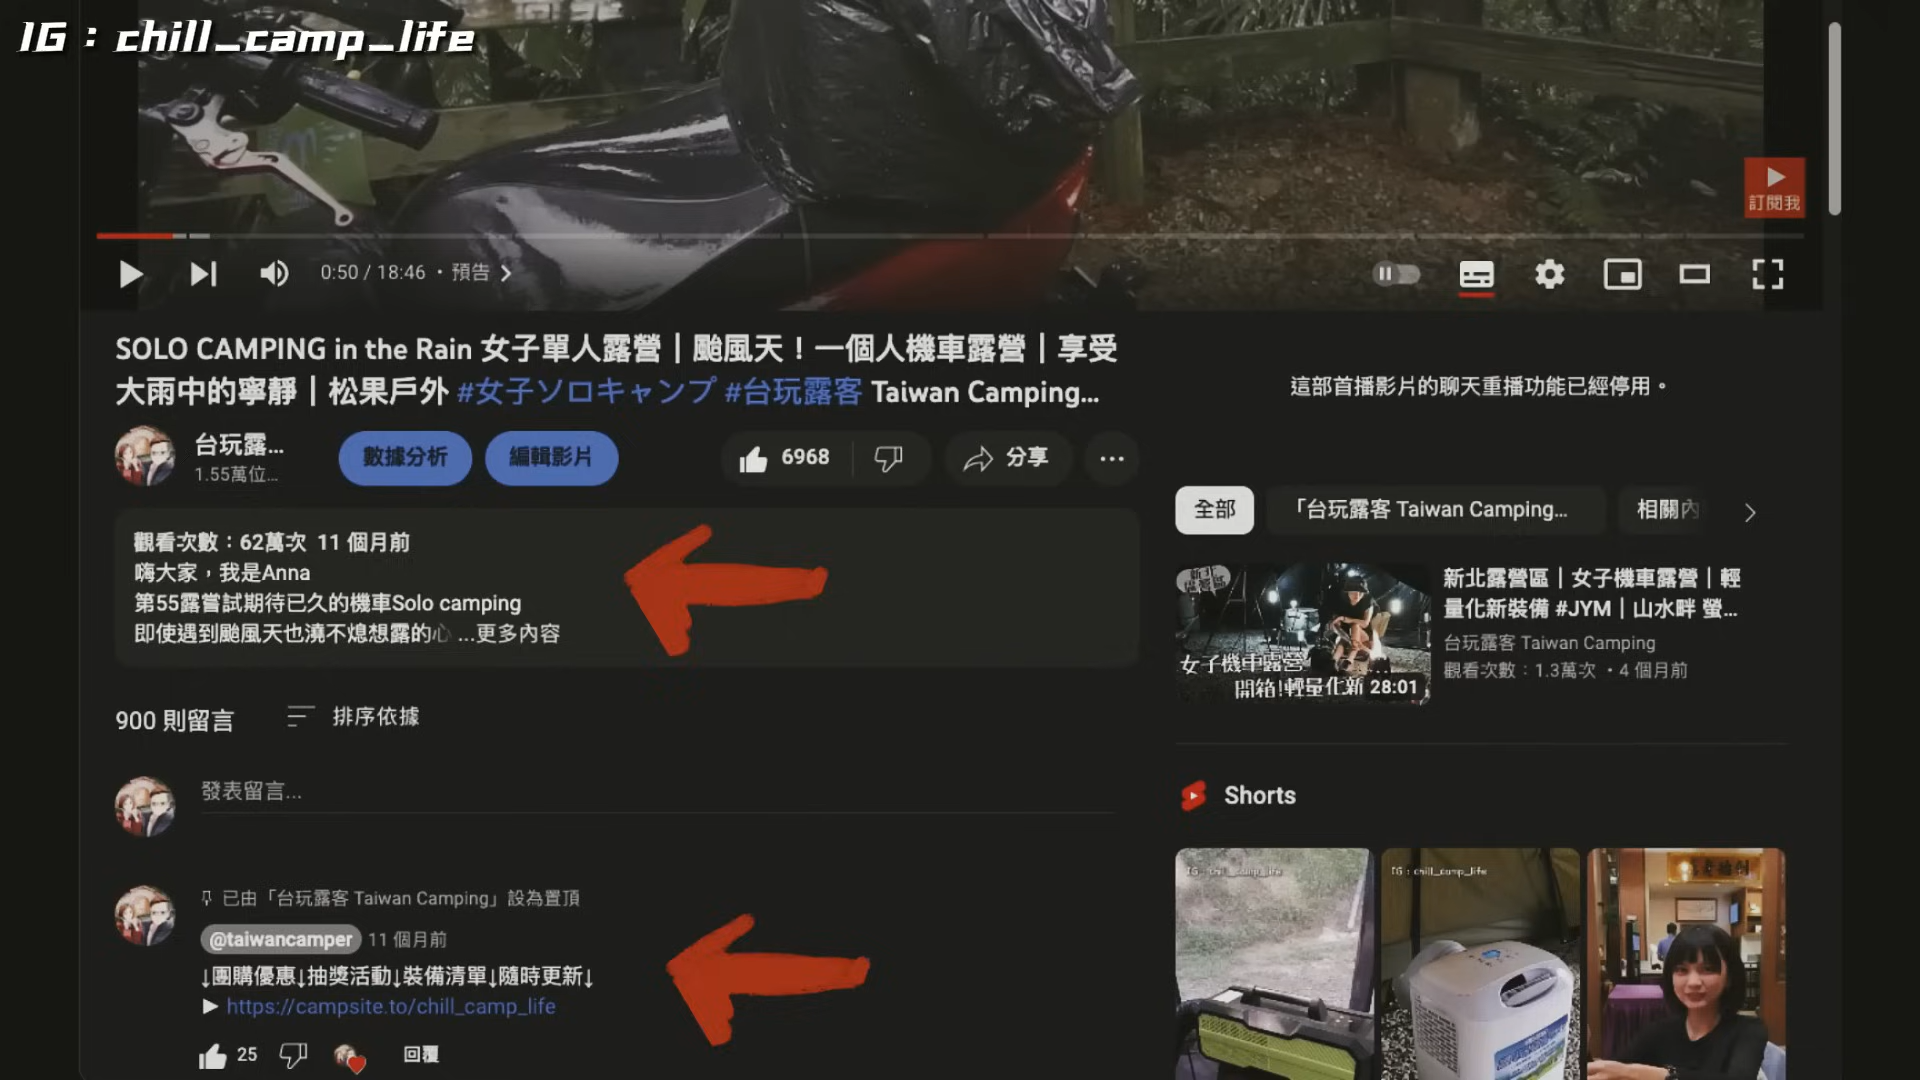 IG：chill_camp_life
訂閱我
0:50 / 18:46 • 預告
SOLO CAMPING in the Rain 女子單人露營｜颱風天！一個人機車露營｜享受
大雨中的寧靜｜松果戶外 #女子ソロキャンプ #台玩露客 Taiwan Camping...
這部首播影片的聊天重播功能已經停用。
台玩露...
1.55萬位...
數據分析
編輯影片
6968
分享
全部
「台玩露客 Taiwan Camping...
相關內
觀看次數：62萬次 11 個月前
嗨大家，我是Anna
第55露嘗試期待已久的機車Solo camping
即使遇到颱風天也澆不熄想露的心 ...更多內容
女子機車露營
開箱!輕量化新
28:01
新北露營區｜女子機車露營｜輕
量化新裝備 #JYM｜山水畔 螢...
台玩露客 Taiwan Camping
觀看次數：1.3萬次 • 4 個月前
900 則留言
排序依據
發表留言...
Shorts
已由「台玩露客 Taiwan Camping」設為置頂
@taiwancamper 11 個月前
↓團購優惠↓抽獎活動↓裝備清單↓隨時更新↓
▶ https://campsite.to/chill_camp_life
25
回覆
IG : chill_camp_life
IG : chill_camp_life